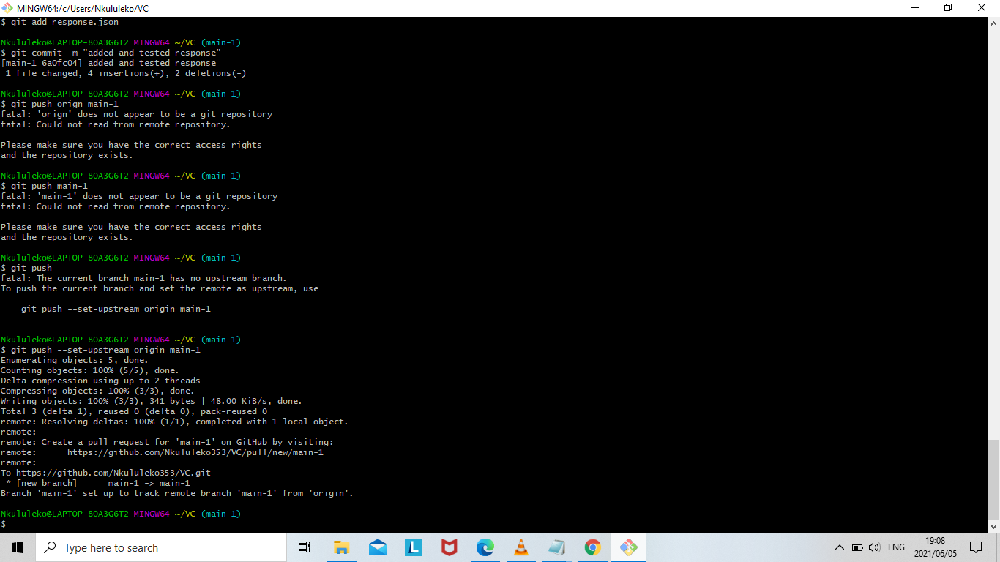 MINGW64:/c/Users/Nkululeko/VC
$ git add response.json
Nkululeko@LAPTOP-8OA3G6T2 MINGW64 ~/VC (main-1)
$ git commit -m "added and tested response"
[main-1 6a0fc04] added and tested response
 1 file changed, 4 insertions(+), 2 deletions(-)
Nkululeko@LAPTOP-8OA3G6T2 MINGW64 ~/VC (main-1)
$ git push orign main-1
fatal: 'orign' does not appear to be a git repository
fatal: Could not read from remote repository.
Please make sure you have the correct access rights
and the repository exists.
Nkululeko@LAPTOP-8OA3G6T2 MINGW64 ~/VC (main-1)
$ git push main-1
fatal: 'main-1' does not appear to be a git repository
fatal: Could not read from remote repository.
Please make sure you have the correct access rights
and the repository exists.
Nkululeko@LAPTOP-8OA3G6T2 MINGW64 ~/VC (main-1)
$ git push
fatal: The current branch main-1 has no upstream branch.
To push the current branch and set the remote as upstream, use
    git push --set-upstream origin main-1
Nkululeko@LAPTOP-8OA3G6T2 MINGW64 ~/VC (main-1)
$ git push --set-upstream origin main-1
Enumerating objects: 5, done.
Counting objects: 100% (5/5), done.
Delta compression using up to 2 threads
Compressing objects: 100% (3/3), done.
Writing objects: 100% (3/3), 341 bytes | 48.00 KiB/s, done.
Total 3 (delta 1), reused 0 (delta 0), pack-reused 0
remote: Resolving deltas: 100% (1/1), completed with 1 local object.
remote:
remote: Create a pull request for 'main-1' on GitHub by visiting:
remote:      https://github.com/Nkululeko353/VC/pull/new/main-1
remote:
To https://github.com/Nkululeko353/VC.git
 * [new branch]      main-1 -> main-1
Branch 'main-1' set up to track remote branch 'main-1' from 'origin'.
Nkululeko@LAPTOP-8OA3G6T2 MINGW64 ~/VC (main-1)
$
Type here to search
L
ENG
19:08
2021/06/05